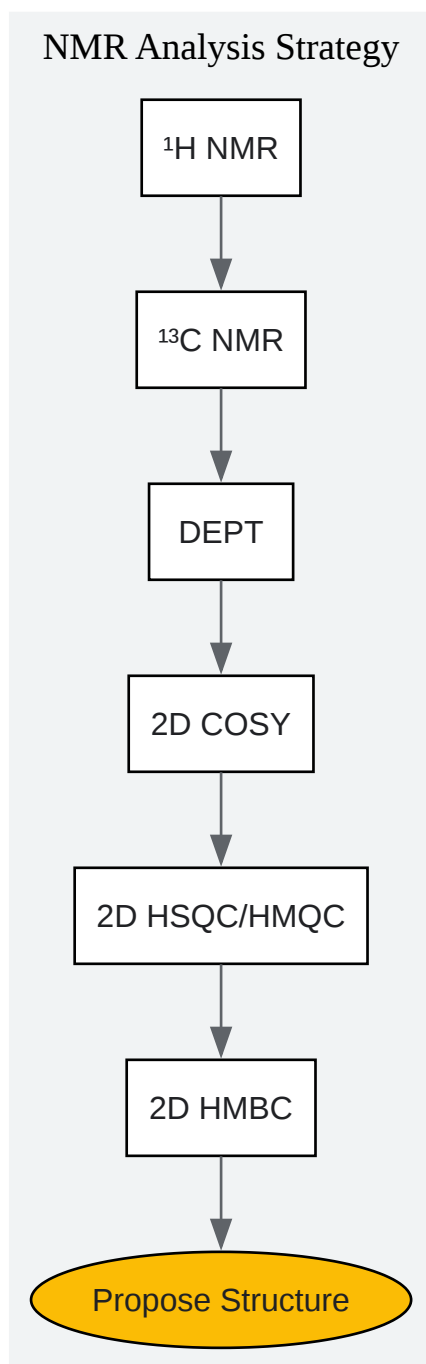 NMR Analysis Strategy
¹H NMR
¹³C NMR
DEPT
2D COSY
2D HSQC/HMQC
2D HMBC
Propose Structure